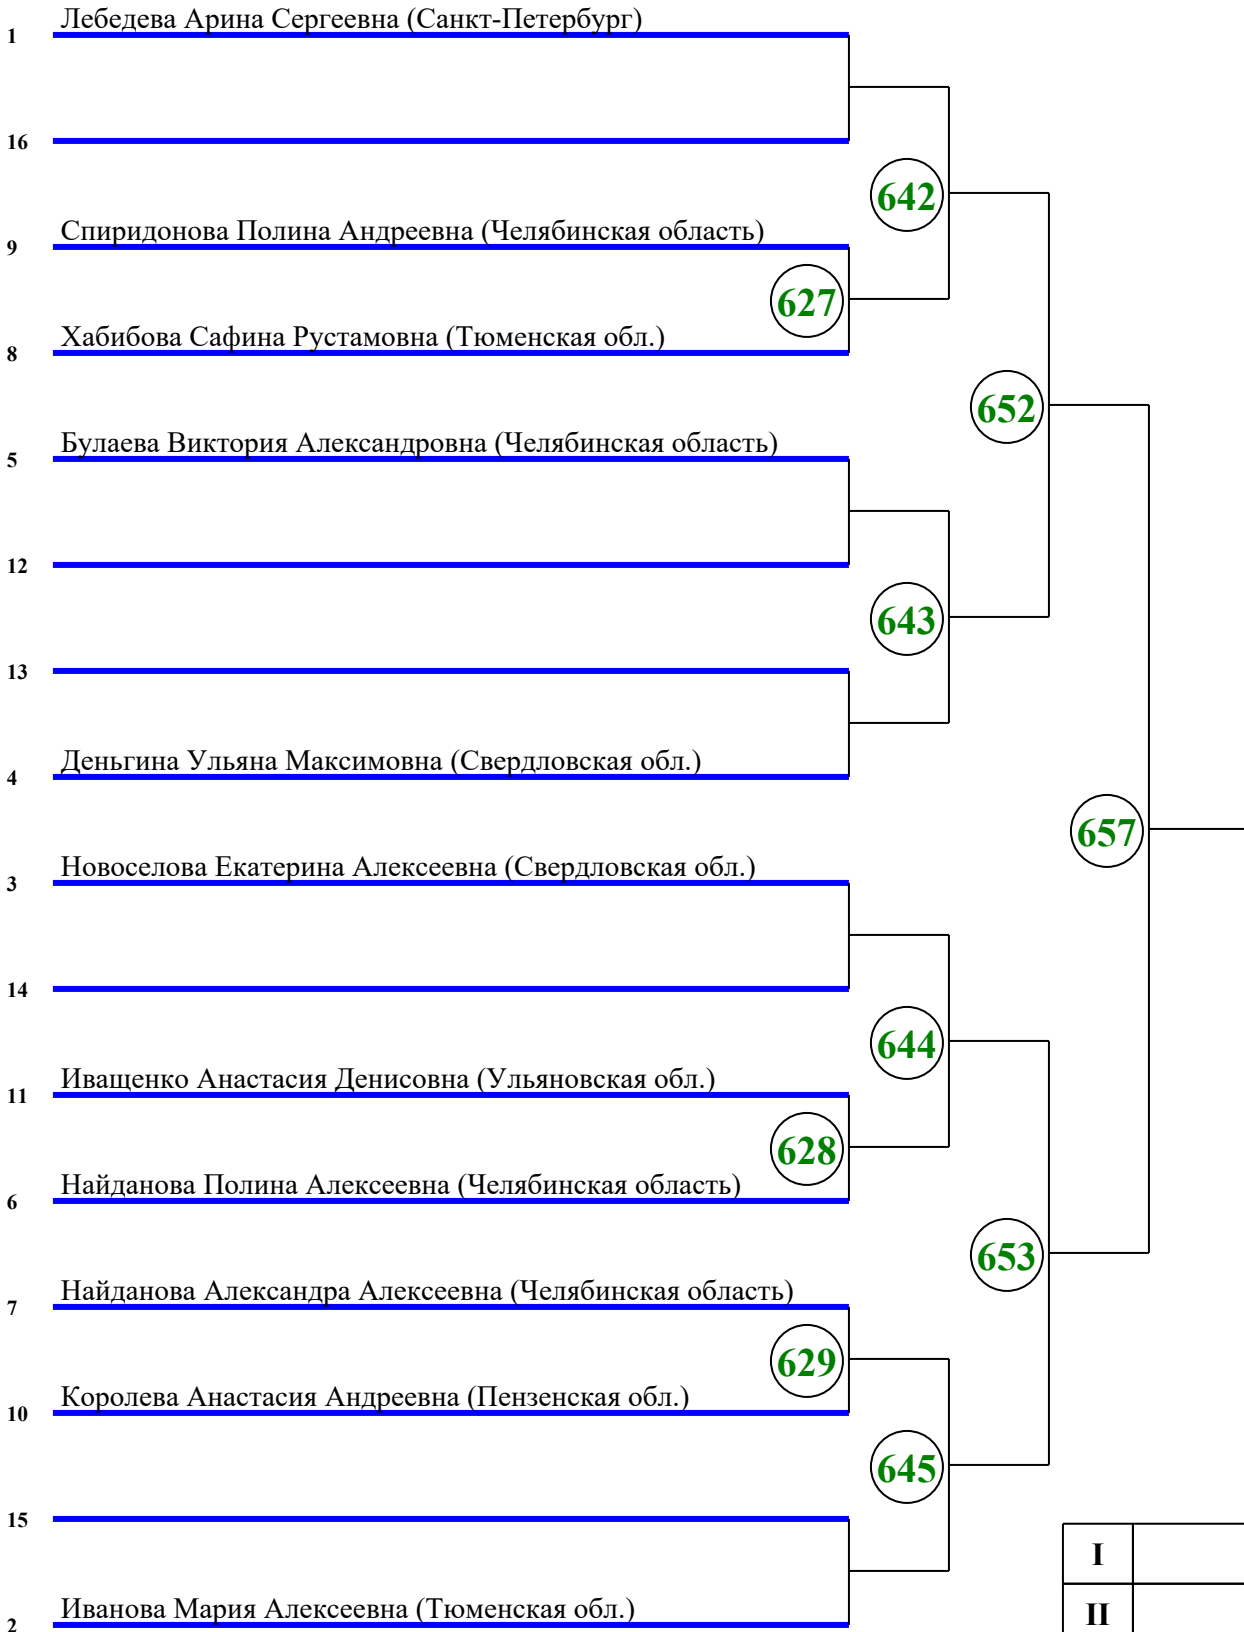 Лебедева Арина Сергеевна (Санкт-Петербург)
1
16
642
Спиридонова Полина Андреевна (Челябинская область)
9
627
Хабибова Сафина Рустамовна (Тюменская обл.)
8
652
Булаева Виктория Александровна (Челябинская область)
5
12
643
13
Деньгина Ульяна Максимовна (Свердловская обл.)
4
657
Новоселова Екатерина Алексеевна (Свердловская обл.)
3
14
644
Иващенко Анастасия Денисовна (Ульяновская обл.)
11
628
Найданова Полина Алексеевна (Челябинская область)
6
653
Найданова Александра Алексеевна (Челябинская область)
7
629
Королева Анастасия Андреевна (Пензенская обл.)
10
645
15
I
Иванова Мария Алексеевна (Тюменская обл.)
2
II